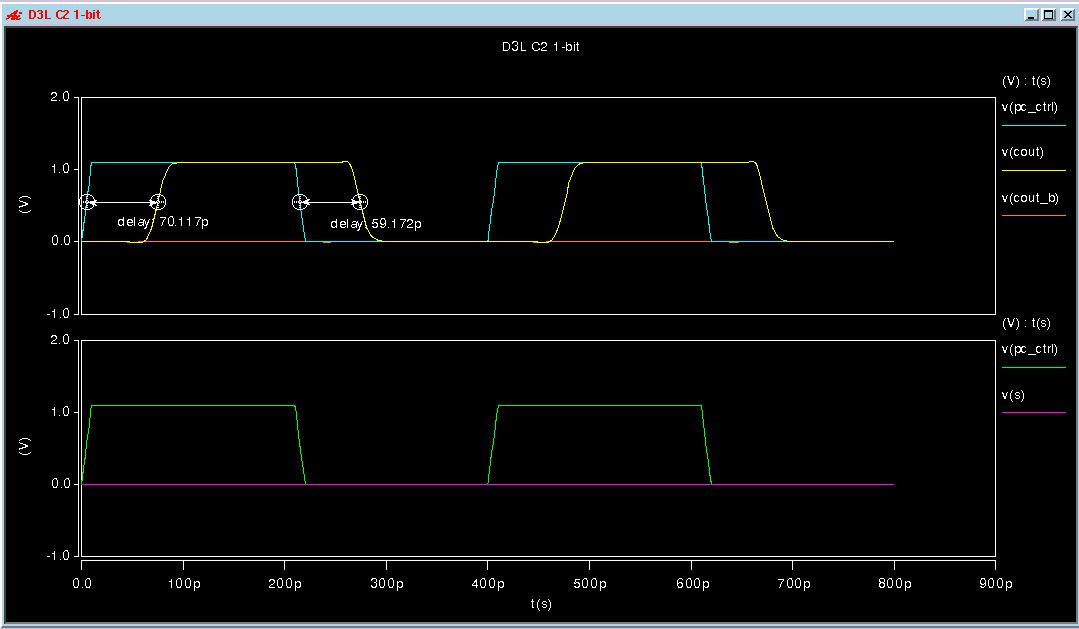 D3L C2 1-bit
D3L C2 1-bit
(V) : t(s)
2.0
v(pc_ctrl)
v(cout)
1.0
v(cout_b)
(V)
delay: 70.117p
delay: 59.172p
0.0
-1.0
(V) : t(s)
2.0
v(pc_ctrl)
v(s)
1.0
(V)
0.0
-1.0
0.0 100p 200p 300p 400p 500p 600p 700p 800p 900p
t(s)